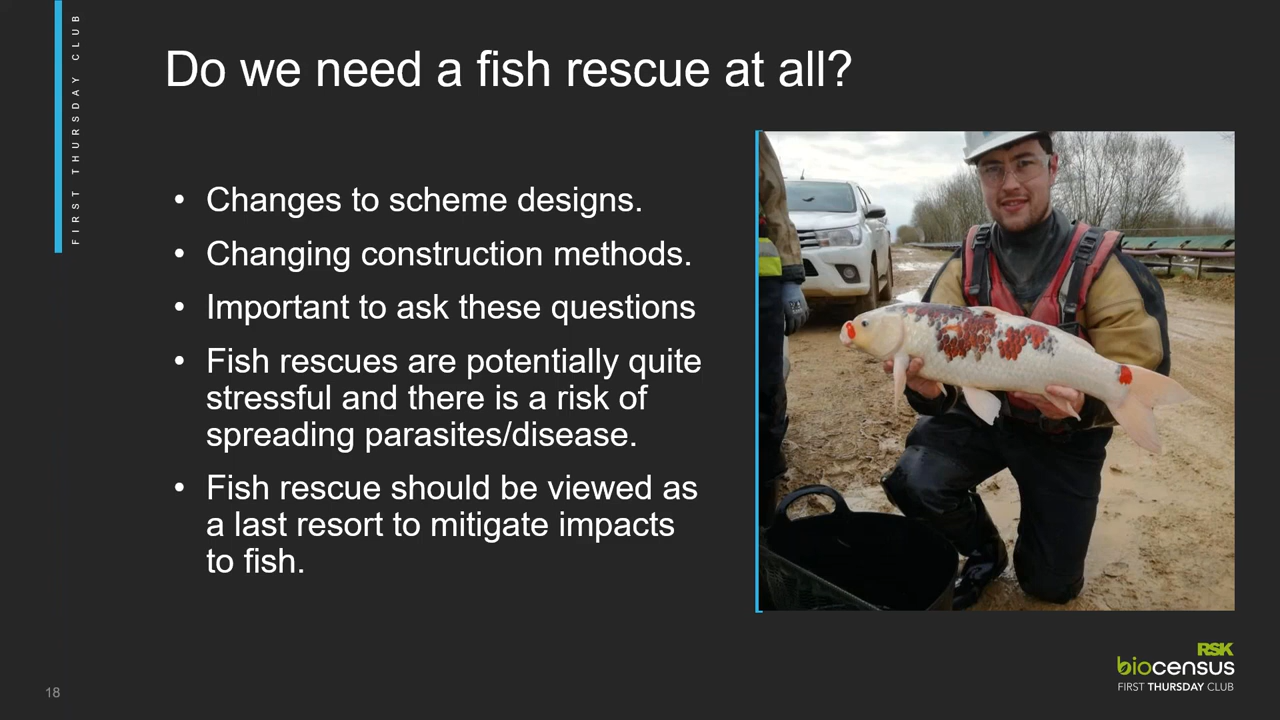 FIRST THURSDAY CLUB
Do we need a fish rescue at all?
• Changes to scheme designs.
• Changing construction methods.
• Important to ask these questions
• Fish rescues are potentially quite
stressful and there is a risk of
spreading parasites/disease.
• Fish rescue should be viewed as
a last resort to mitigate impacts
to fish.
RSK
biocensus
FIRST THURSDAY CLUB
18